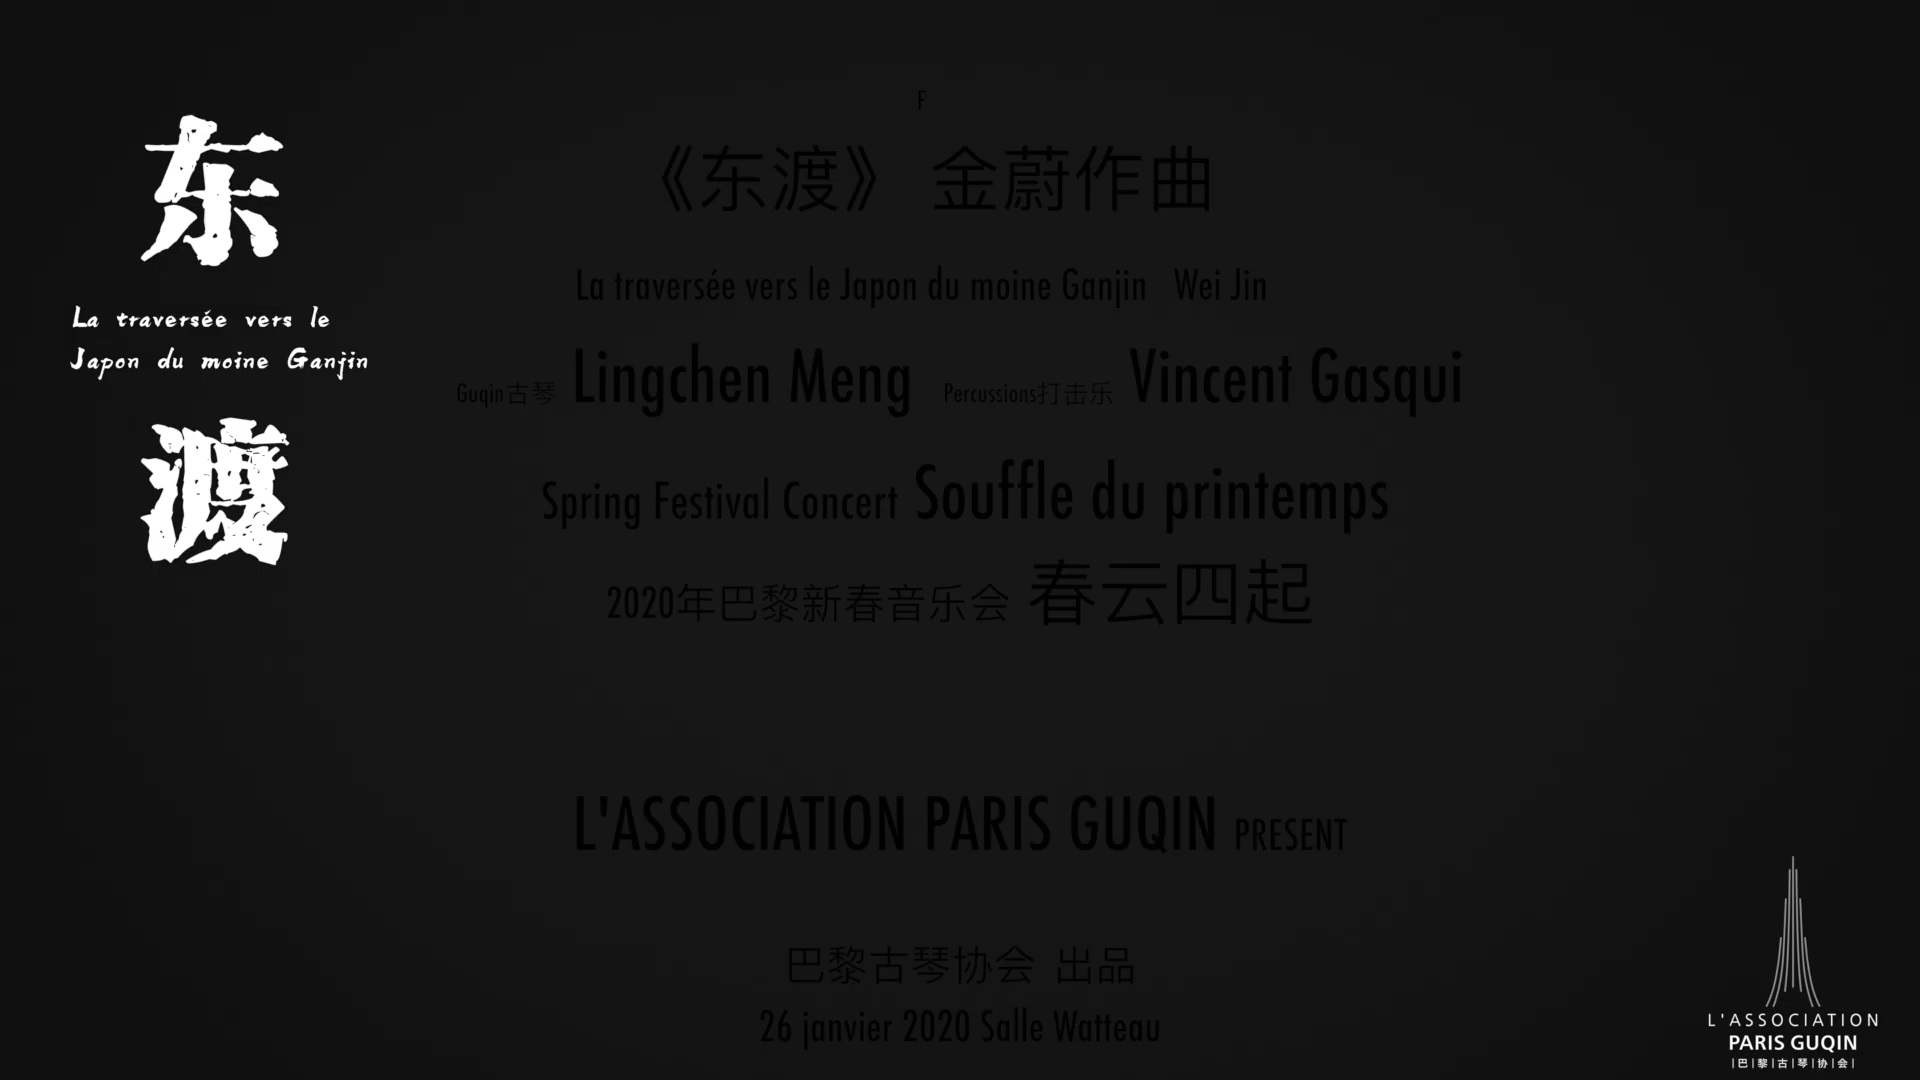 东
La traversée vers le
Japon du moine Ganjin
渡
F
《东渡》 金蔚作曲
La traversée vers le Japon du moine Ganjin Wei Jin
Guqin古琴 Lingchen Meng Percussions打击乐 Vincent Gasqui
Spring Festival Concert Souffle du printemps
2020年巴黎新春音乐会 春云四起
L'ASSOCIATION PARIS GUQIN PRESENT
巴黎古琴协会 出品
26 janvier 2020 Salle Watteau
L'ASSOCIATION
PARIS GUQIN
|巴|黎|古|琴|协|会|